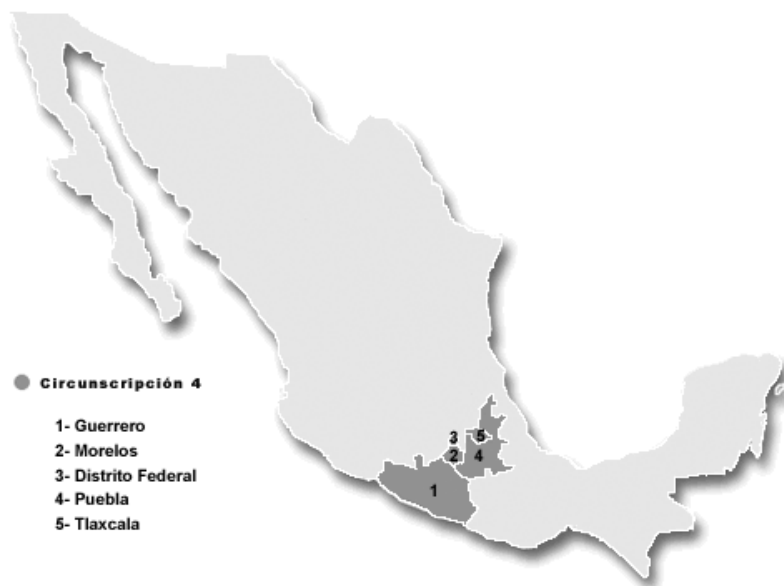 Circunscripción 4
1- Guerrero
2- Morelos
3- Distrito Federal
4- Puebla
5- Tlaxcala
3
5
2
4
1